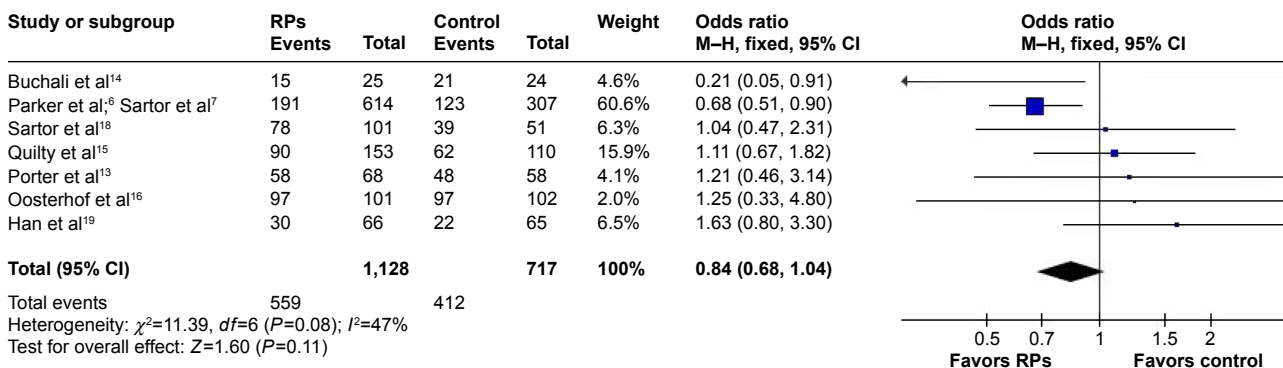 Study or subgroup RPs Control Weight Odds ratio Odds ratio
Events Total Events Total M–H, fixed, 95% CI M–H, fixed, 95% CI
Buchali et al14 15 25 21 24 4.6% 0.21 (0.05, 0.91)
Parker et al;6 Sartor et al7 191 614 123 307 60.6% 0.68 (0.51, 0.90)
Sartor et al18 78 101 39 51 6.3% 1.04 (0.47, 2.31)
Quilty et al15 90 153 62 110 15.9% 1.11 (0.67, 1.82)
Porter et al13 58 68 48 58 4.1% 1.21 (0.46, 3.14)
Oosterhof et al16 97 101 97 102 2.0% 1.25 (0.33, 4.80)
Han et al19 30 66 22 65 6.5% 1.63 (0.80, 3.30)
Total (95% CI) 1,128 717 100% 0.84 (0.68, 1.04)
Total events 559 412
Heterogeneity: χ2=11.39, df=6 (P=0.08); I2=47%
Test for overall effect: Z=1.60 (P=0.11)
0.5 0.7 1 1.5 2
Favors RPs Favors control